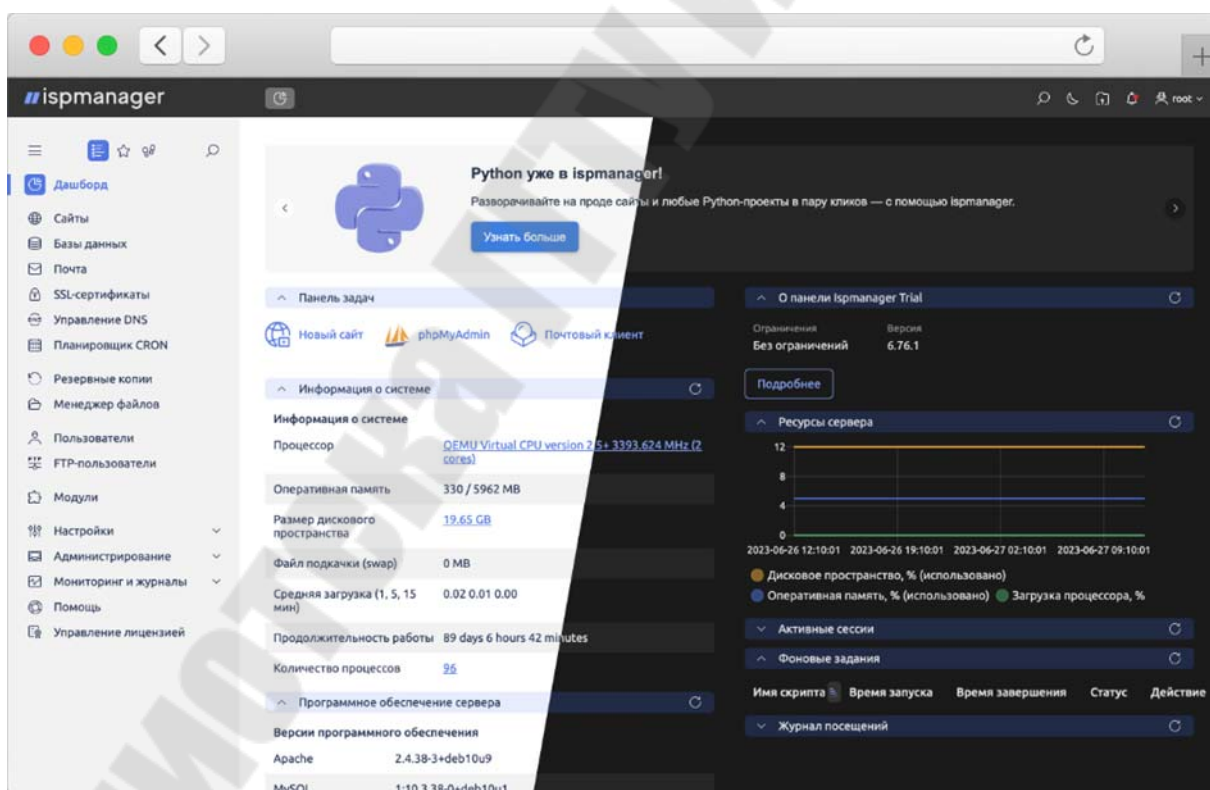 ispmanager
root
Дашборд
Сайты
Базы данных
Почта
SSL-сертификаты
Управление DNS
Планировщик CRON
Резервные копии
Менеджер файлов
Пользователи
FTP-пользователи
Модули
Настройки
Администрирование
Мониторинг и журналы
Помощь
Управление лицензией
Python уже в ispmanager!
Разворачивайте на проде сайты и любые Python-проекты в пару кликов — с помощью ispmanager.
Узнать больше
Панель задач
Новый сайт phpMyAdmin Почтовый клиент
Информация о системе
Информация о системе
Процессор QEMU Virtual CPU version 2.5+ 3393.624 MHz (2
cores)
Оперативная память 330 / 5962 MB
Размер дискового 19.65 GB
пространства
Файл подкачки (swap) 0 MB
Средняя загрузка (1, 5, 15 0.02 0.01 0.00
мин)
Продолжительность работы 89 days 6 hours 42 minutes
Количество процессов 96
Программное обеспечение сервера
Версии программного обеспечения
Apache 2.4.38-3+deb10u9
MySQL 1:10.3.38-0+deb10u1
О панели Ispmanager Trial
Ограничения Версия
Без ограничений 6.76.1
Подробнее
Ресурсы сервера
12
8
4
0
2023-06-26 12:10:01 2023-06-26 19:10:01 2023-06-27 02:10:01 2023-06-27 09:10:01
Дисковое пространство, % (использовано)
Оперативная память, % (использовано) Загрузка процессора, %
Активные сессии
Фоновые задания
Имя скрипта Время запуска Время завершения Статус Действие
Журнал посещений